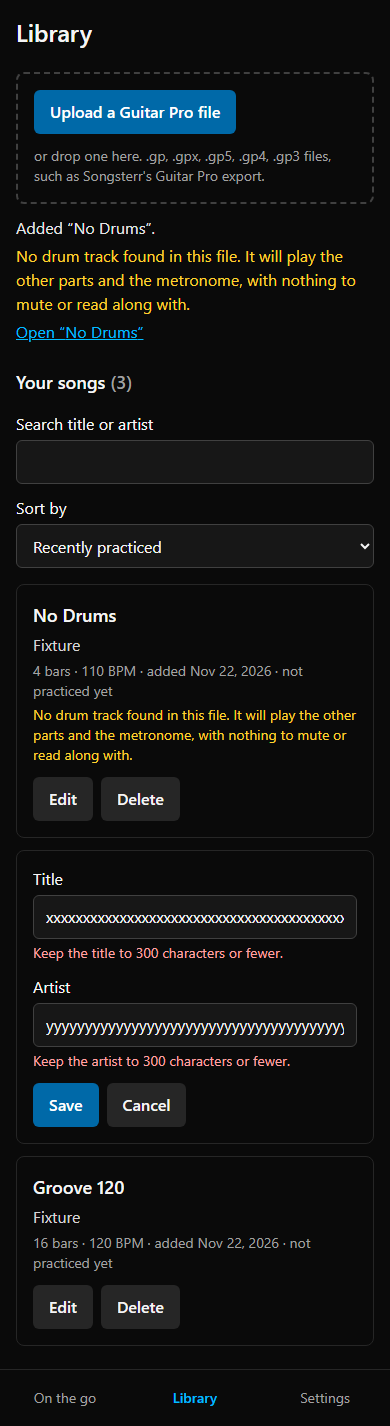 Library
Upload a Guitar Pro file
or drop one here. .gp, .gpx, .gp5, .gp4, .gp3 files,
such as Songsterr's Guitar Pro export.
Added “No Drums”.
No drum track found in this file. It will play the
other parts and the metronome, with nothing to
mute or read along with.
Open “No Drums”
Your songs (3)
Search title or artist
Sort by
Recently practiced
No Drums
Fixture
4 bars · 110 BPM · added Nov 22, 2026 · not
practiced yet
No drum track found in this file. It will play the other
parts and the metronome, with nothing to mute or
read along with.
Edit Delete
Title
xxxxxxxxxxxxxxxxxxxxxxxxxxxxxxxxxxxxxxxxxx
Keep the title to 300 characters or fewer.
Artist
yyyyyyyyyyyyyyyyyyyyyyyyyyyyyyyyyyyyyyy
Keep the artist to 300 characters or fewer.
Save Cancel
Groove 120
Fixture
16 bars · 120 BPM · added Nov 22, 2026 · not
practiced yet
Edit Delete
On the go Library Settings